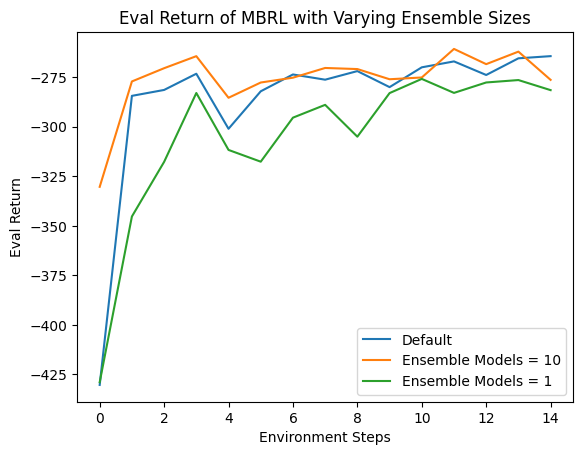 Eval Return of MBRL with Varying Ensemble Sizes
Eval Return
−275
−300
−325
−350
−375
−400
−425
Default
Ensemble Models = 10
Ensemble Models = 1
0 2 4 6 8 10 12 14
Environment Steps